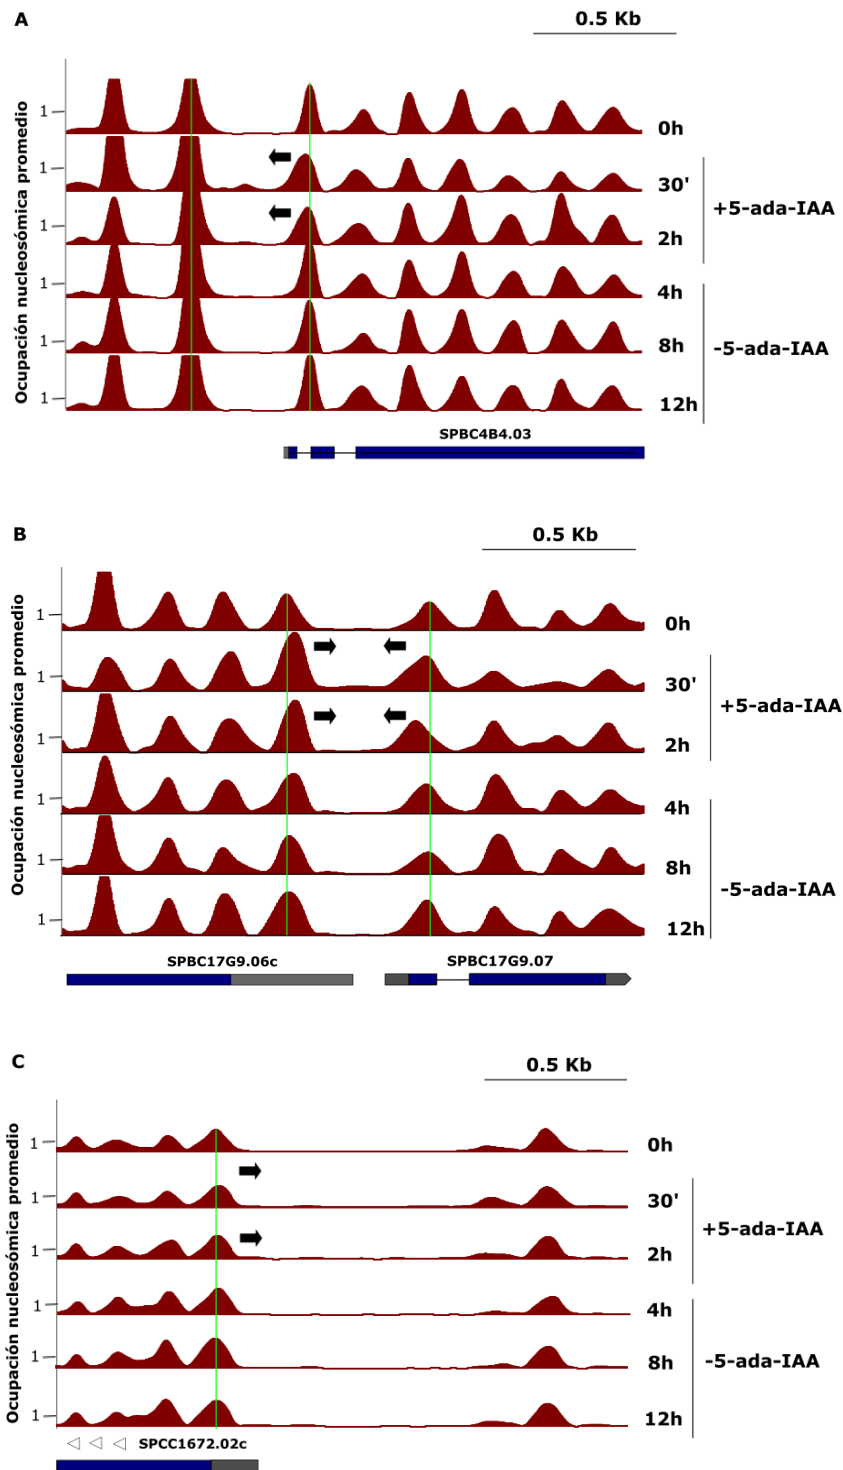 A
0.5 Kb
Ocupación nucleosómica promedio
1
0h
1
30'
+5-ada-IAA
1
2h
1
4h
1
8h
-5-ada-IAA
1
12h
SPBC4B4.03
B
0.5 Kb
Ocupación nucleosómica promedio
1
0h
1
30'
+5-ada-IAA
1
2h
1
4h
1
8h
-5-ada-IAA
1
12h
SPBC17G9.06c
SPBC17G9.07
C
0.5 Kb
Ocupación nucleosómica promedio
1
0h
1
30'
+5-ada-IAA
1
2h
1
4h
1
8h
-5-ada-IAA
1
12h
SPCC1672.02c